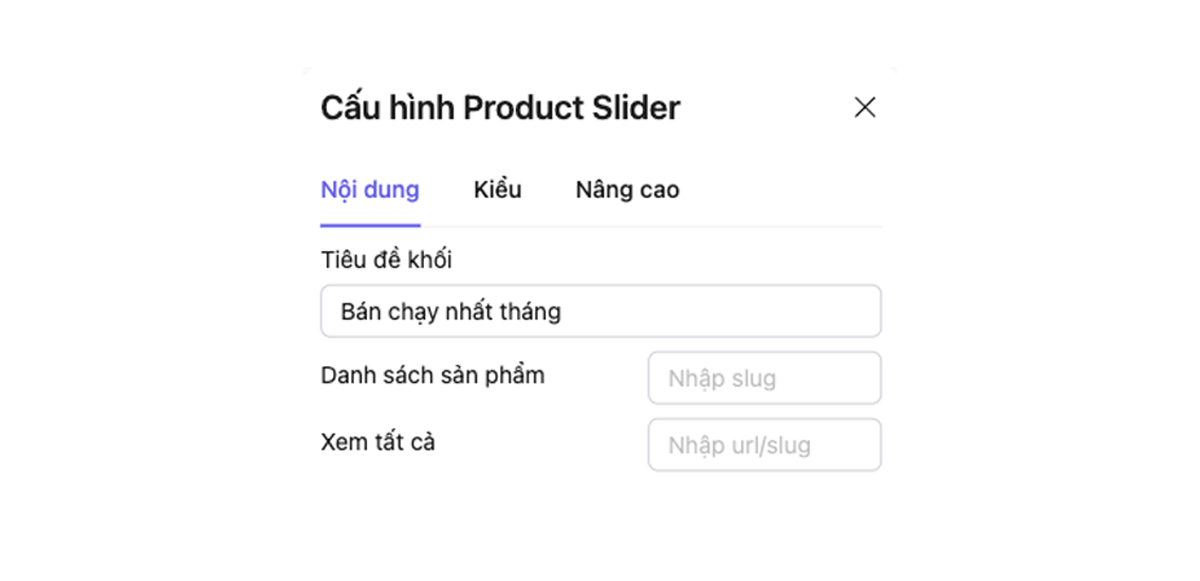 Cấu hình Product Slider
Nội dung Kiểu Nâng cao
Tiêu đề khối
Bán chạy nhất tháng
Danh sách sản phẩm Nhập slug
Xem tất cả Nhập url/slug